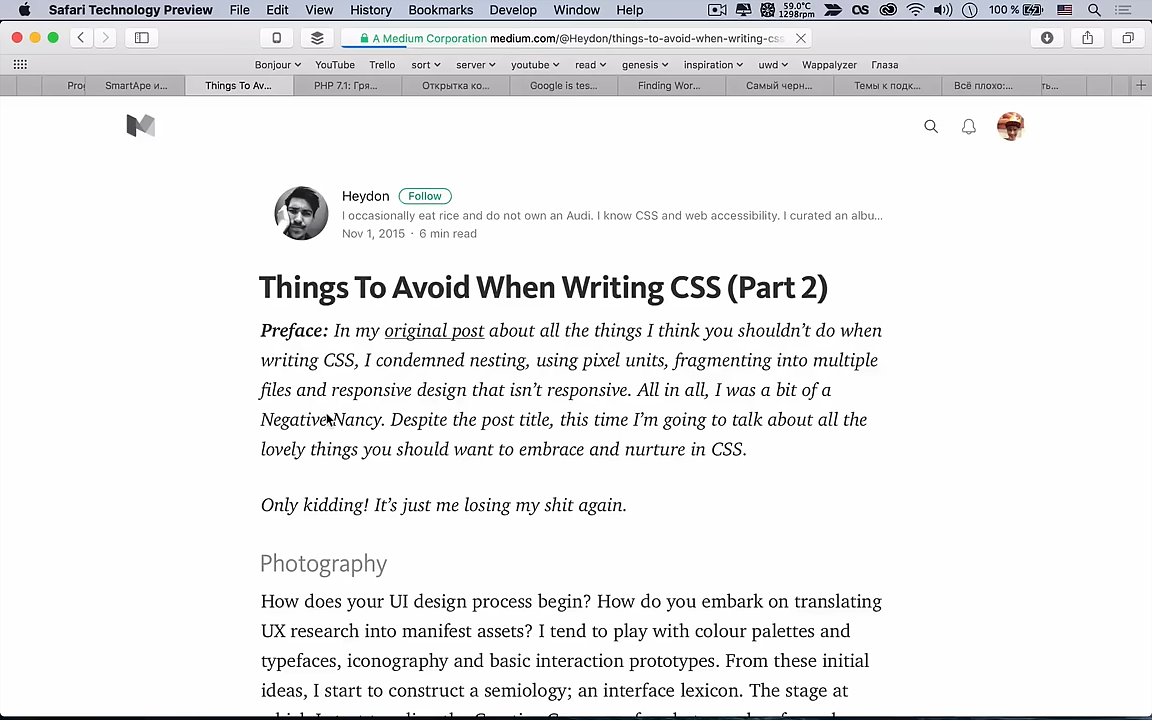 Safari Technology Preview File Edit View History Bookmarks Develop Window Help 59.0°C 1298rpm 100 %
A Medium Corporation medium.com/@Heydon/things-to-avoid-when-writing-css
Bonjour YouTube Trello sort server youtube read genesis inspiration uwd Wappalyzer Глаза
SmartApe и... Things To Av... PHP 7.1: Гря... Открытка ко... Google is tes... Finding Wor... Самый черн... Темы к подк... Всё плохо:...
Heydon Follow
I occasionally eat rice and do not own an Audi. I know CSS and web accessibility. I curated an albu...
Nov 1, 2015 · 6 min read
Things To Avoid When Writing CSS (Part 2)
Preface: In my original post about all the things I think you shouldn't do when
writing CSS, I condemned nesting, using pixel units, fragmenting into multiple
files and responsive design that isn't responsive. All in all, I was a bit of a
Negative Nancy. Despite the post title, this time I'm going to talk about all the
lovely things you should want to embrace and nurture in CSS.
Only kidding! It's just me losing my shit again.
Photography
How does your UI design process begin? How do you embark on translating
UX research into manifest assets? I tend to play with colour palettes and
typefaces, iconography and basic interaction prototypes. From these initial
ideas, I start to construct a semiology; an interface lexicon. The stage at